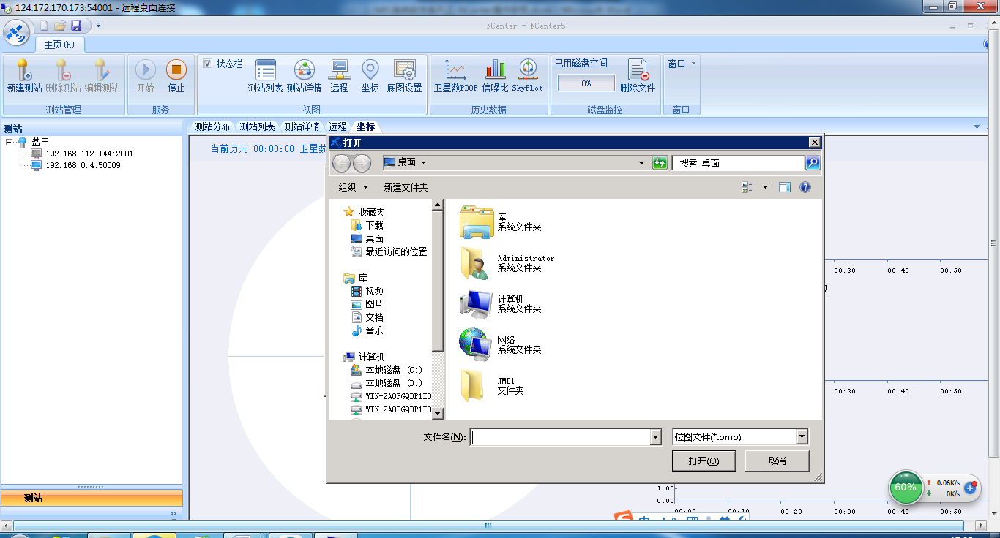 124.172.170.173:54001 - 远程桌面连接
NCenter - NCenter5
主页(H)
新建测站 删除测站 编辑测站
测站管理
开始 停止
服务
状态栏
测站列表 测站详情 远程 坐标 底图设置
视图
卫星数PDOP 信噪比 SkyPlot
历史数据
已用磁盘空间
0%
删除文件
磁盘监控
窗口
窗口
测站
盐田
192.168.112.144:2001
192.168.0.4:50009
测站
测站分布 测站列表 测站详情 远程 坐标
当前历元 00:00:00 卫星数
打开
桌面
搜索 桌面
组织 新建文件夹
收藏夹
下载
桌面
最近访问的位置
库
视频
图片
文档
音乐
计算机
本地磁盘 (C:)
本地磁盘 (D:)
WIN-2AOPGQDP1IO
WIN-2AOPGQDP1IO
库
系统文件夹
Administrator
系统文件夹
计算机
系统文件夹
网络
系统文件夹
JMD1
文件夹
文件名(N):
位图文件(*.bmp)
打开(O) 取消
00:30 00:40 00:50
00:30 00:40 00:50
1.00
0.00
00:00 00:10 00:20 00:30 00:40 00:50
60%
0.06K/s
0K/s